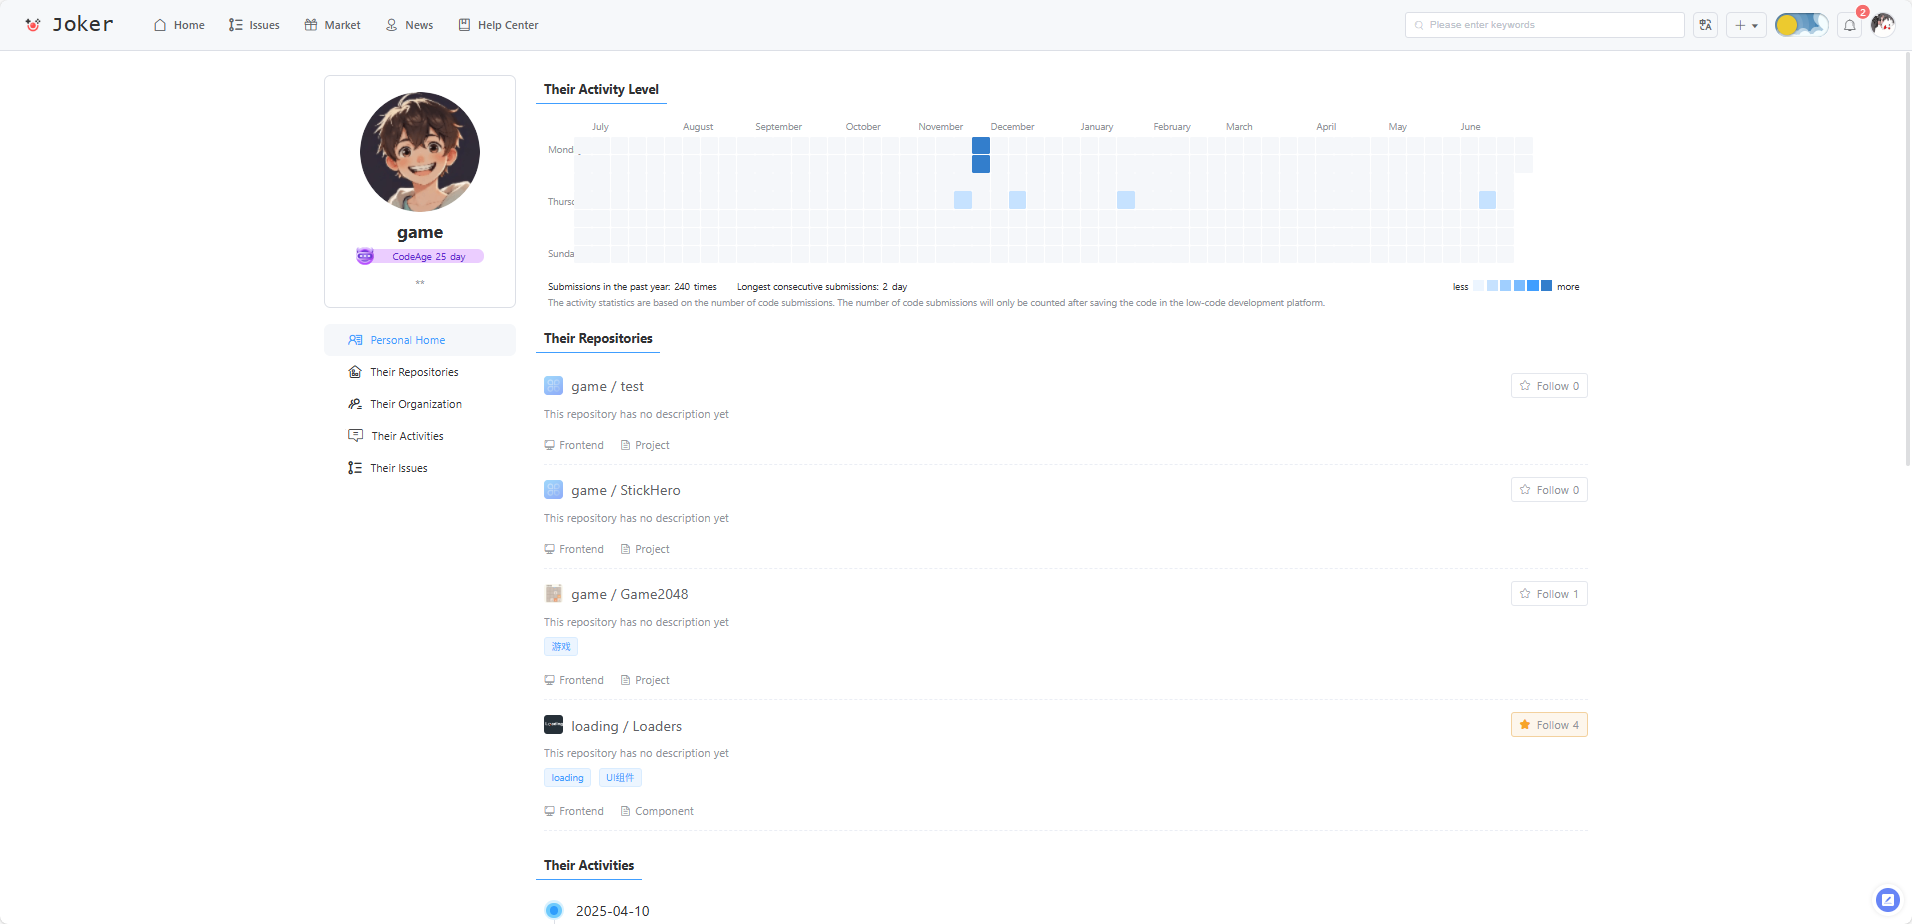 Joker Home Issues Market News Help Center Please enter keywords 2
game
CodeAge 25 day
**
Personal Home
Their Repositories
Their Organization
Their Activities
Their Issues
Their Activity Level
July August September October November December January February March April May June
Mond
Thurs
Sunda
Submissions in the past year: 240 times Longest consecutive submissions: 2 day less more
The activity statistics are based on the number of code submissions. The number of code submissions will only be counted after saving the code in the low-code development platform.
Their Repositories
game / test Follow 0
This repository has no description yet
Frontend Project
game / StickHero Follow 0
This repository has no description yet
Frontend Project
game / Game2048 Follow 1
This repository has no description yet
游戏
Frontend Project
loading / Loaders Follow 4
This repository has no description yet
loading UI组件
Frontend Component
Their Activities
2025-04-10